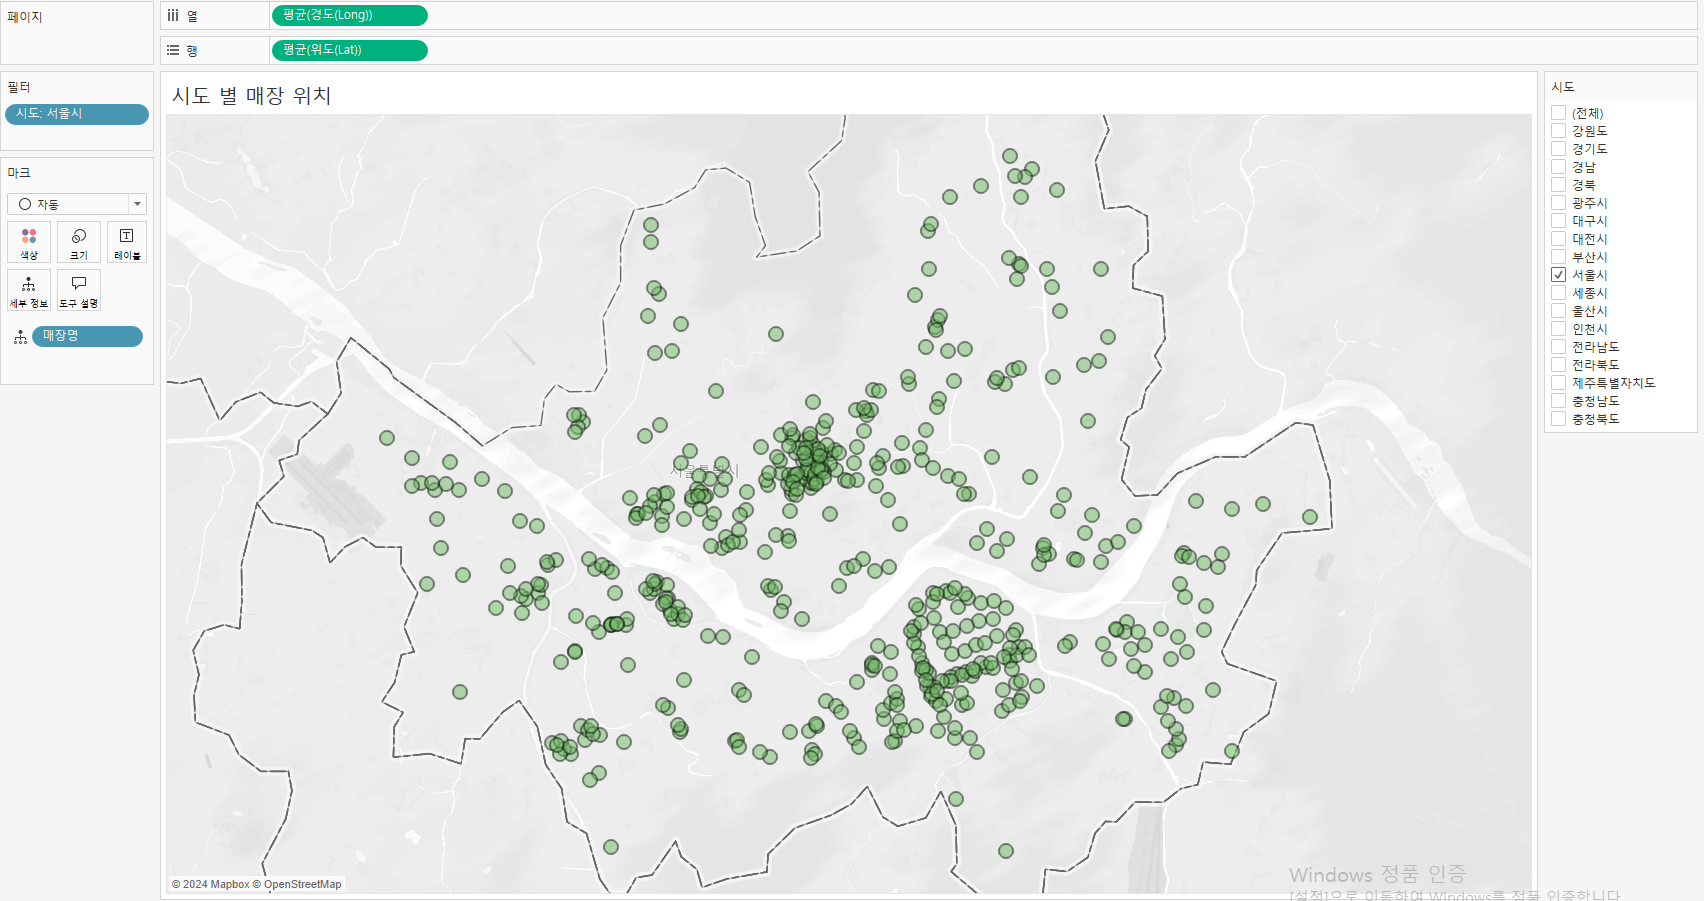 페이지
열
평균(경도(Long))
행
평균(위도(Lat))
필터
시도: 서울시
마크
자동
색상
크기
레이블
세부 정보
도구 설명
매장명
시도 별 매장 위치
서울특별시
© 2024 Mapbox © OpenStreetMap
시도
(전체)
강원도
경기도
경남
경북
광주시
대구시
대전시
부산시
서울시
세종시
울산시
인천시
전라남도
전라북도
제주특별자치도
충청남도
충청북도
Windows 정품 인증
[설정]으로 이동하여 Windows를 정품 인증합니다